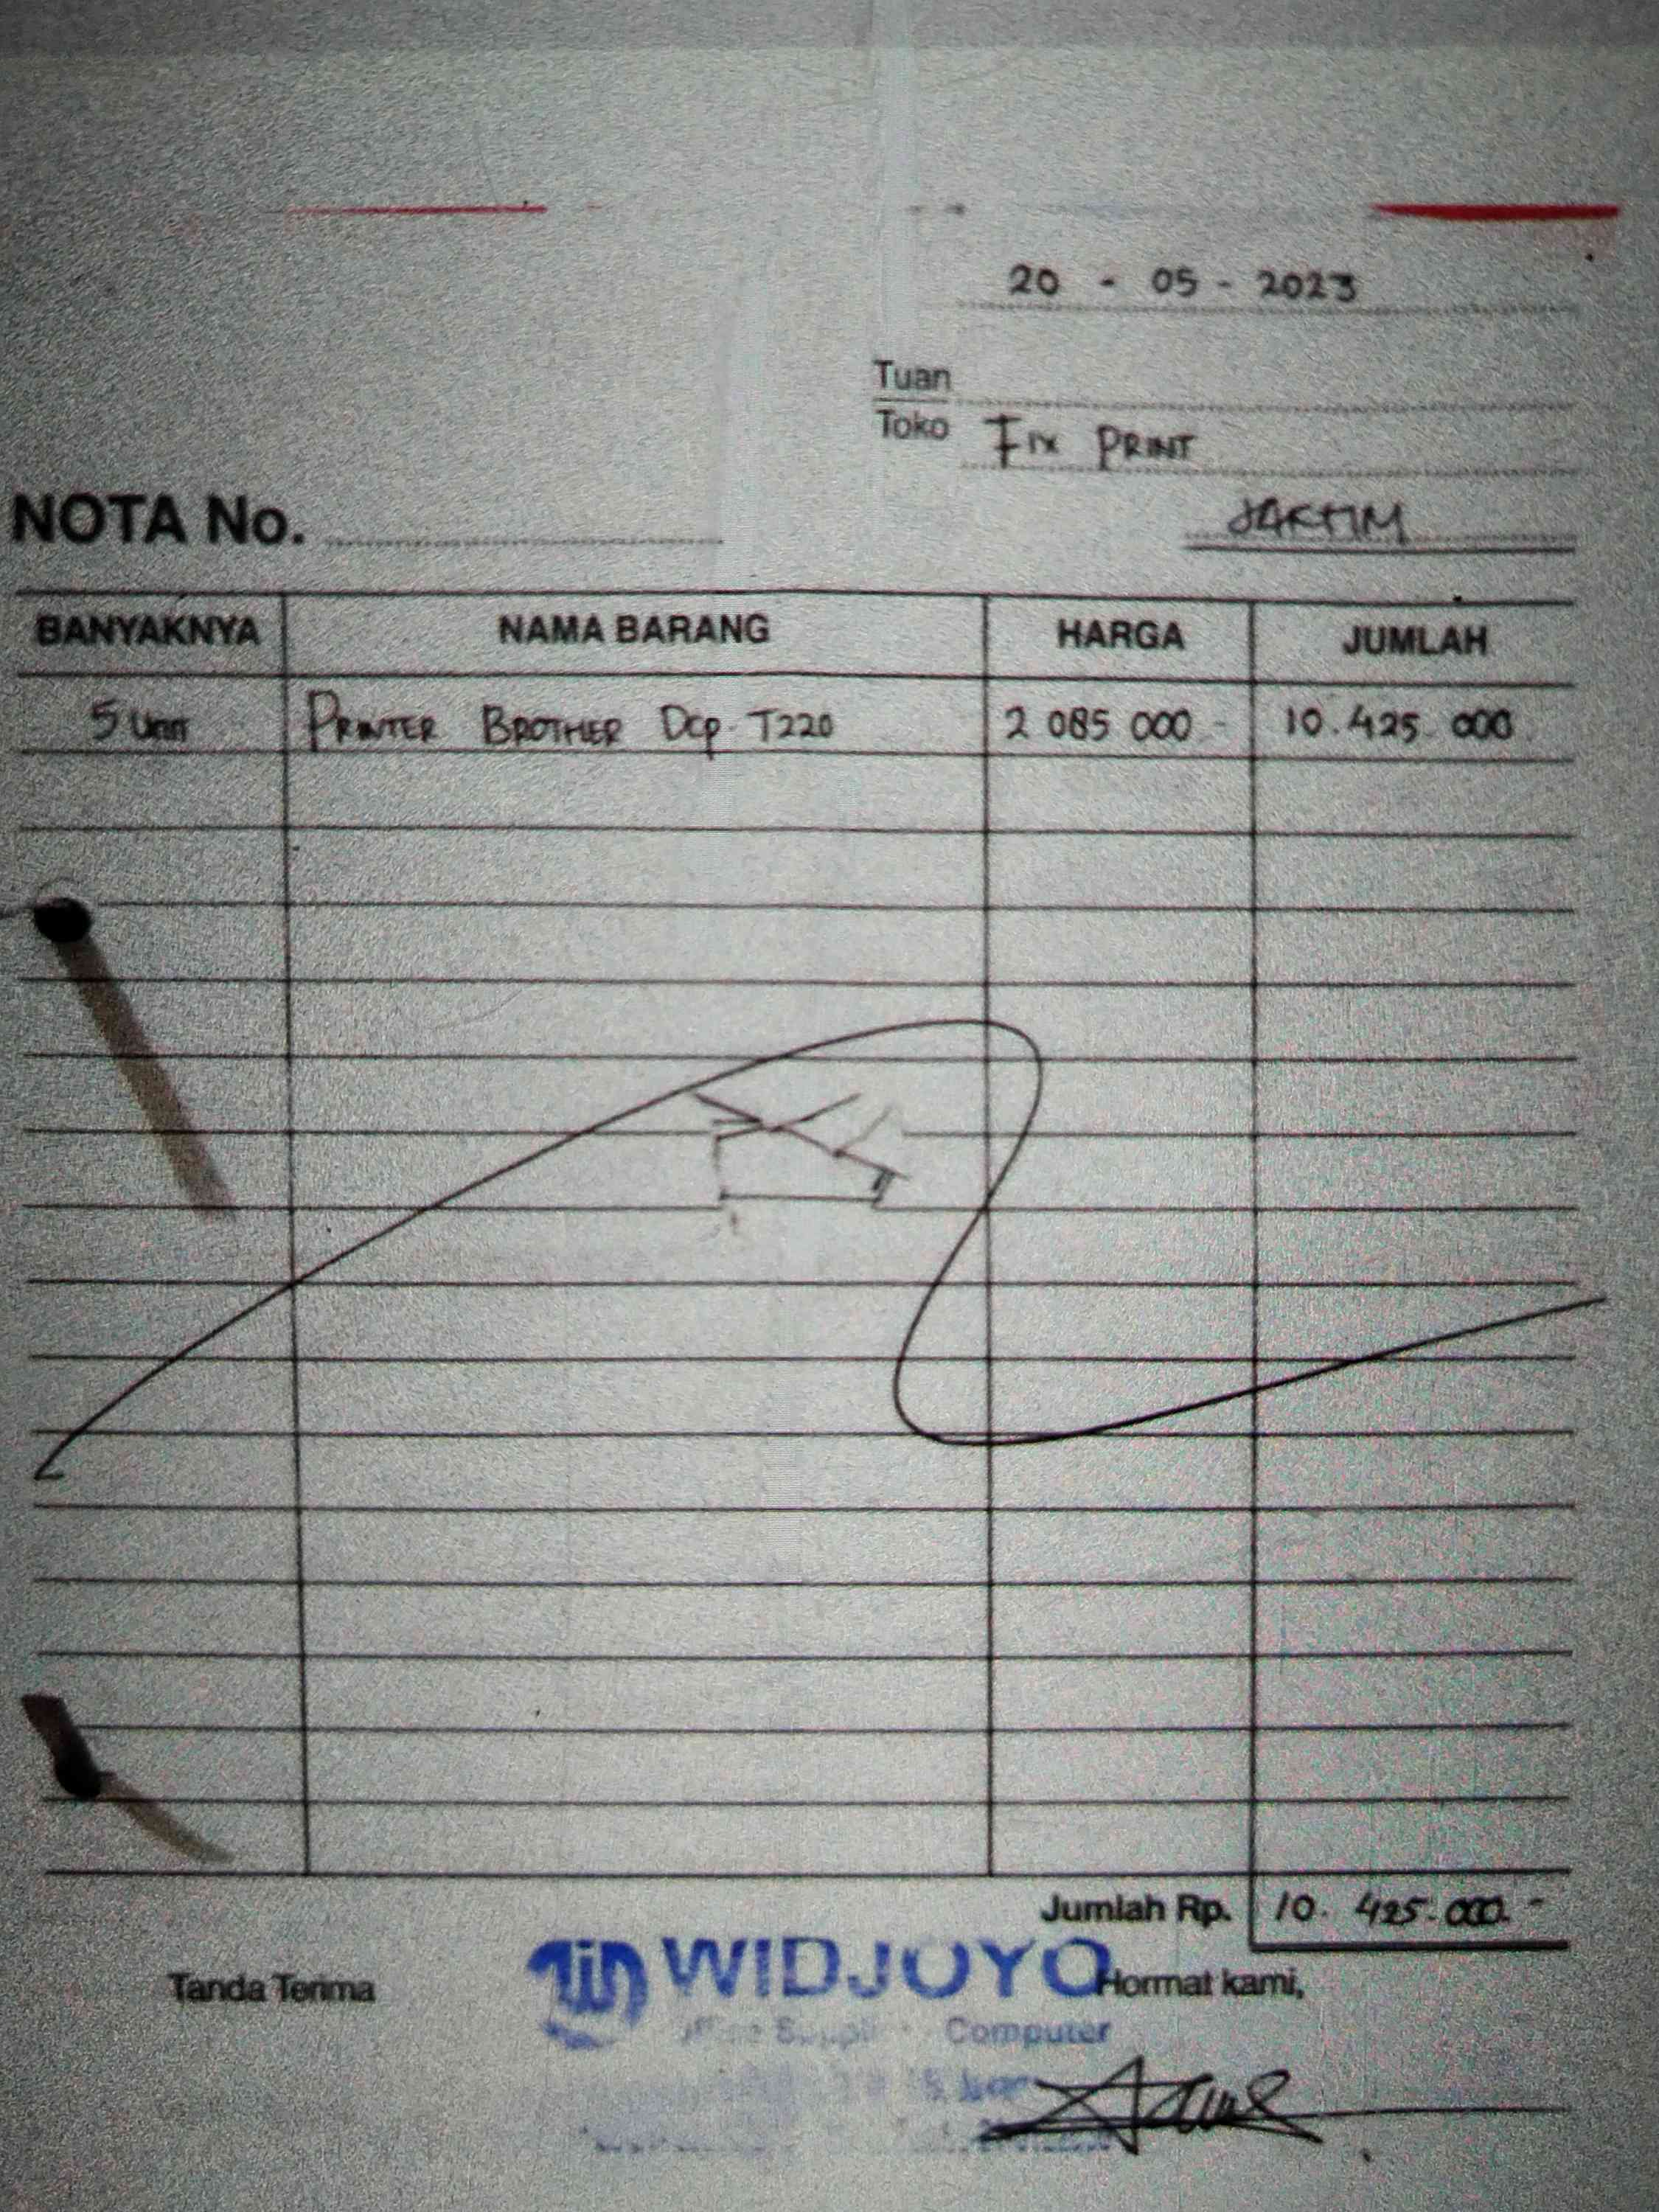 20 - 05 - 2023
Tuan
Toko Fix PRINT
NOTA No. JAKTIM
BANYAKNYA NAMA BARANG HARGA JUMLAH
5 Unit PRINTER BROTHER Dcp-T220 2 085 000 - 10.425.000
Jumlah Rp. 10.425.000.-
Tanda Terima WIDJOYO Hormat kami,
Office Computer